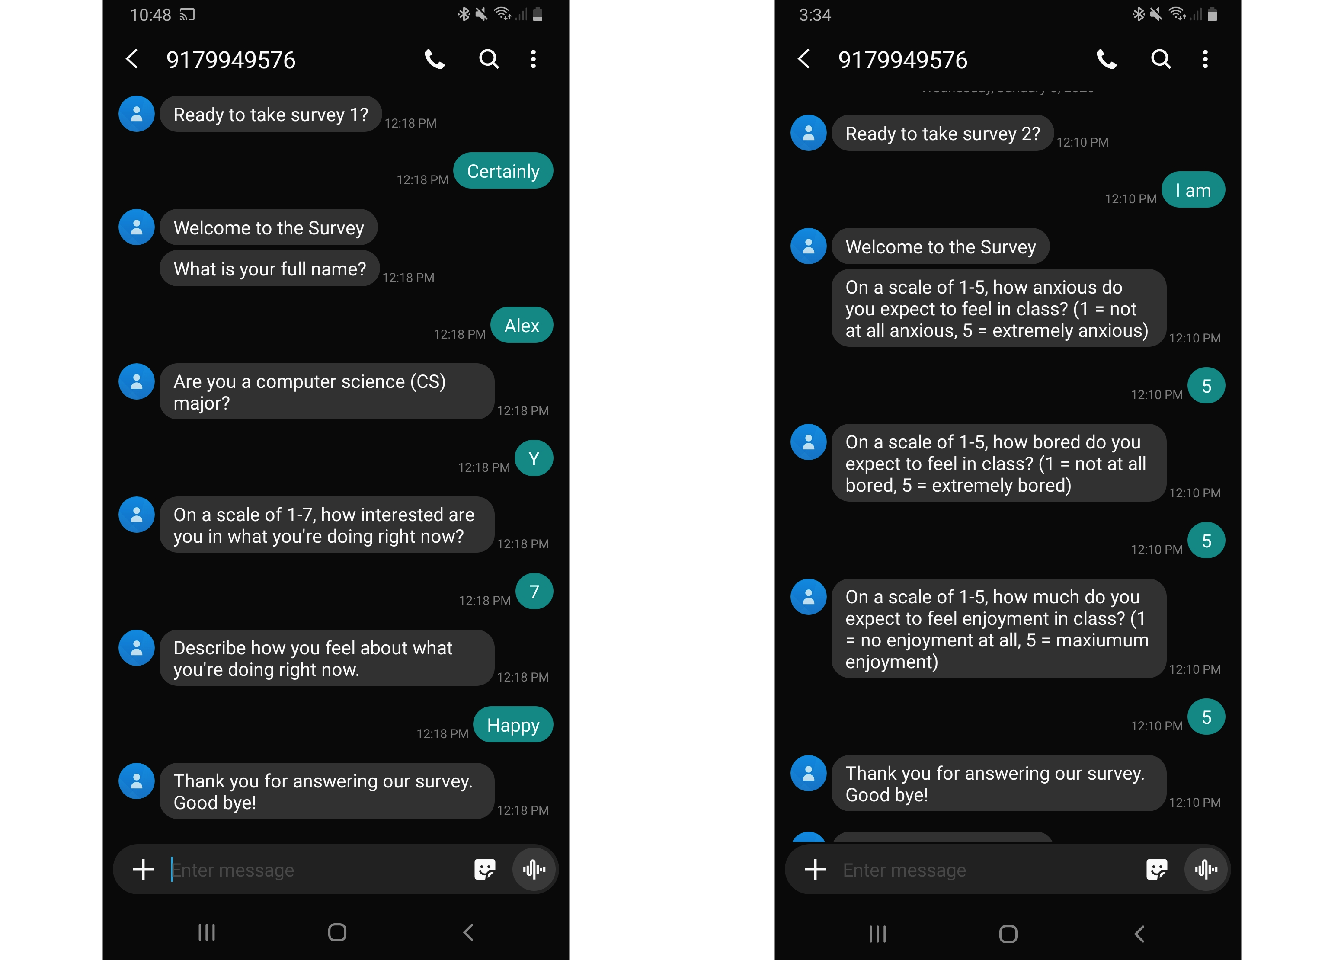 10:48
9179949576
Ready to take survey 1?
12:18 PM
Certainly
12:18 PM
Welcome to the Survey
What is your full name?
12:18 PM
Alex
12:18 PM
Are you a computer science (CS)
major?
12:18 PM
Y
12:18 PM
On a scale of 1-7, how interested are
you in what you're doing right now?
12:18 PM
7
12:18 PM
Describe how you feel about what
you're doing right now.
12:18 PM
Happy
12:18 PM
Thank you for answering our survey.
Good bye!
12:18 PM
Enter message
3:34
9179949576
Ready to take survey 2?
12:10 PM
I am
12:10 PM
Welcome to the Survey
On a scale of 1-5, how anxious do
you expect to feel in class? (1 = not
at all anxious, 5 = extremely anxious)
12:10 PM
5
12:10 PM
On a scale of 1-5, how bored do you
expect to feel in class? (1 = not at all
bored, 5 = extremely bored)
12:10 PM
5
12:10 PM
On a scale of 1-5, how much do you
expect to feel enjoyment in class? (1
= no enjoyment at all, 5 = maxiumum
enjoyment)
12:10 PM
5
12:10 PM
Thank you for answering our survey.
Good bye!
12:10 PM
Enter message